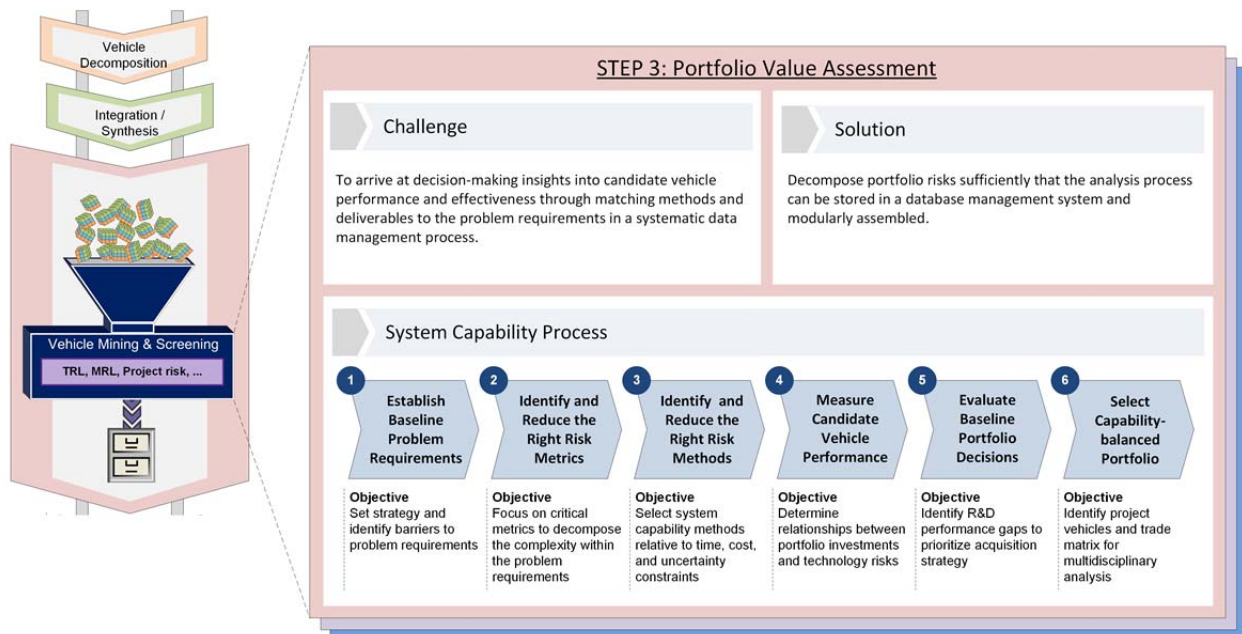 Vehicle
Decomposition
Integration /
Synthesis
Vehicle Mining & Screening
TRL, MRL, Project risk, ...
STEP 3: Portfolio Value Assessment
Challenge
To arrive at decision-making insights into candidate vehicle
performance and effectiveness through matching methods and
deliverables to the problem requirements in a systematic data
management process.
Solution
Decompose portfolio risks sufficiently that the analysis process
can be stored in a database management system and
modularly assembled.
System Capability Process
1
Establish
Baseline
Problem
Requirements
Objective
Set strategy and
identify barriers to
problem requirements
2
Identify and
Reduce the
Right Risk
Metrics
Objective
Focus on critical
metrics to decompose
the complexity within
the problem
requirements
3
Identify and
Reduce the
Right Risk
Methods
Objective
Select system
capability methods
relative to time, cost,
and uncertainty
constraints
4
Measure
Candidate
Vehicle
Performance
Objective
Determine
relationships between
portfolio investments
and technology risks
5
Evaluate
Baseline
Portfolio
Decisions
Objective
Identify R&D
performance gaps to
prioritize acquisition
strategy
6
Select
Capability-
balanced
Portfolio
Objective
Identify project
vehicles and trade
matrix for
multidisciplinary
analysis